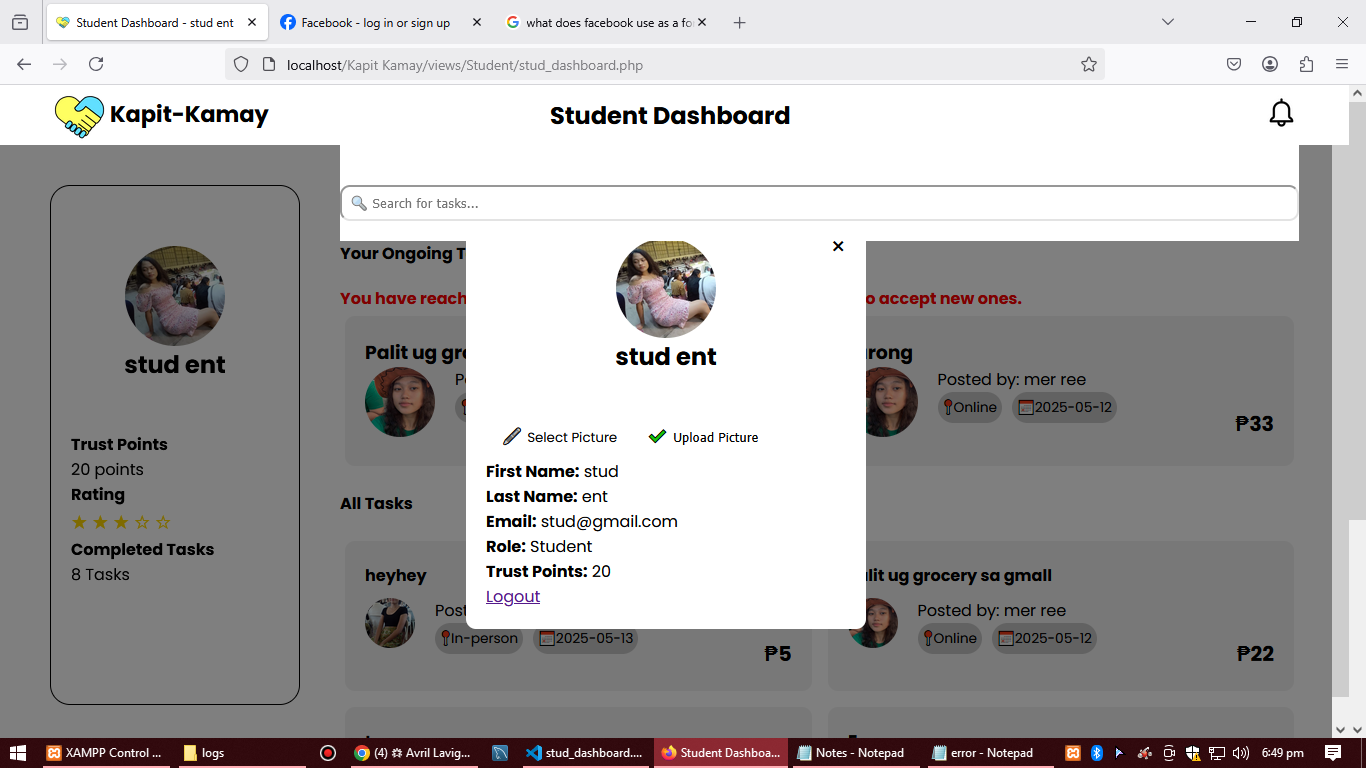 Student Dashboard - stud ent
Facebook - log in or sign up
what does facebook use as a fo
localhost/Kapit Kamay/views/Student/stud_dashboard.php
Kapit-Kamay
Student Dashboard
Search for tasks...
stud ent
Trust Points
20 points
Rating
Completed Tasks
8 Tasks
Your Ongoing T
You have reach
o accept new ones.
Palit ug gro
Posted by: mer ree
Online
2025-05-12
₱33
All Tasks
heyhey
Post
In-person
2025-05-13
₱5
alit ug grocery sa gmall
Posted by: mer ree
Online
2025-05-12
₱22
stud ent
Select Picture
Upload Picture
First Name: stud
Last Name: ent
Email: stud@gmail.com
Role: Student
Trust Points: 20
Logout
XAMPP Control ...
logs
(4) Avril Lavig...
stud_dashboard....
Student Dashboa...
Notes - Notepad
error - Notepad
6:49 pm